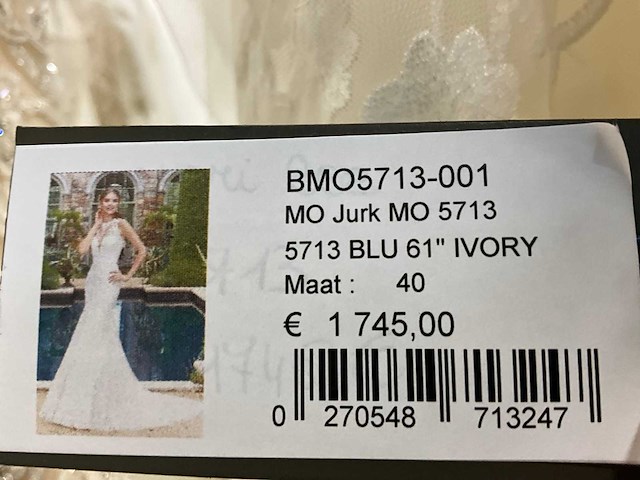 BMO5713-001
MO Jurk MO 5713
5713 BLU 61" IVORY
Maat : 40
€ 1 745,00
0 270548 713247